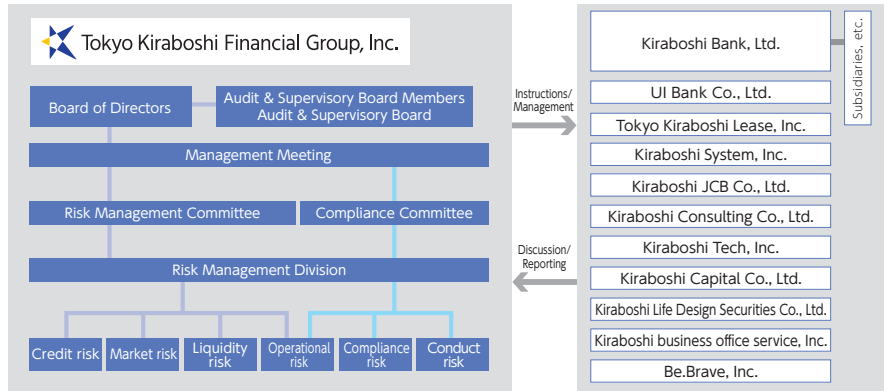 Tokyo Kiraboshi Financial Group, Inc.
Board of Directors
Audit & Supervisory Board Members
Audit & Supervisory Board
Management Meeting
Risk Management Committee
Compliance Committee
Risk Management Division
Credit risk
Market risk
Liquidity
risk
Operational
risk
Compliance
risk
Conduct
risk
Instructions/
Management
Discussion/
Reporting
Kiraboshi Bank, Ltd.
Subsidiaries, etc.
UI Bank Co., Ltd.
Tokyo Kiraboshi Lease, Inc.
Kiraboshi System, Inc.
Kiraboshi JCB Co., Ltd.
Kiraboshi Consulting Co., Ltd.
Kiraboshi Tech, Inc.
Kiraboshi Capital Co., Ltd.
Kiraboshi Life Design Securities Co., Ltd.
Kiraboshi business office service, Inc.
Be.Brave, Inc.